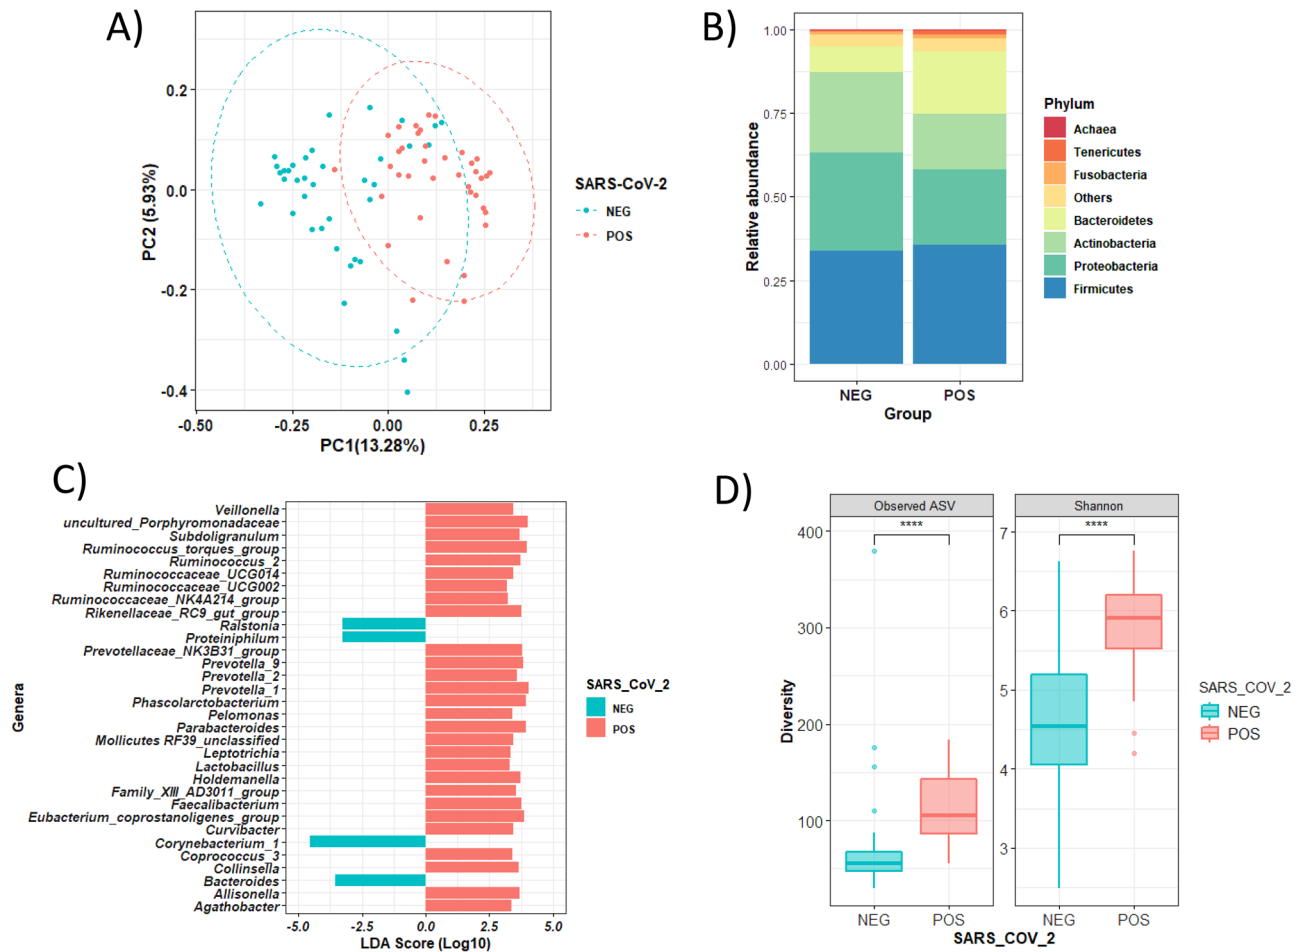 A)
0.2
0.0
-0.2
-0.4
PC2 (5.93%)
-0.50
-0.25
0.00
0.25
PC1(13.28%)
SARS-CoV-2
NEG
POS
B)
1.00
0.75
0.50
0.25
0.00
Relative abundance
NEG
POS
Group
Phylum
Achaea
Tenericutes
Fusobacteria
Others
Bacteroidetes
Actinobacteria
Proteobacteria
Firmicutes
C)
Genera
Veillonella
uncultured_Porphyromonadaceae
Subdoligranulum
Ruminococcus_torques_group
Ruminococcus_2
Ruminococcaceae_UCG014
Ruminococcaceae_UCG002
Ruminococcaceae_NK4A214_group
Rikenellaceae_RC9_gut_group
Ralstonia
Proteiniphilum
Prevotellaceae_NK3B31_group
Prevotella_9
Prevotella_2
Prevotella_1
Phascolarctobacterium
Pelomonas
Parabacteroides
Mollicutes RF39_unclassified
Leptotrichia
Lactobacillus
Holdemanella
Family_XIII_AD3011_group
Faecalibacterium
Eubacterium_coprostanoligenes_group
Curvibacter
Corynebacterium_1
Coprococcus_3
Collinsella
Bacteroides
Allisonella
Agathobacter
-5.0
-2.5
0.0
2.5
5.0
LDA Score (Log10)
SARS_CoV_2
NEG
POS
D)
Observed ASV
Shannon
****
****
400
300
200
100
Diversity
7
6
5
4
3
NEG
POS
NEG
POS
SARS_COV_2
SARS_COV_2
NEG
POS